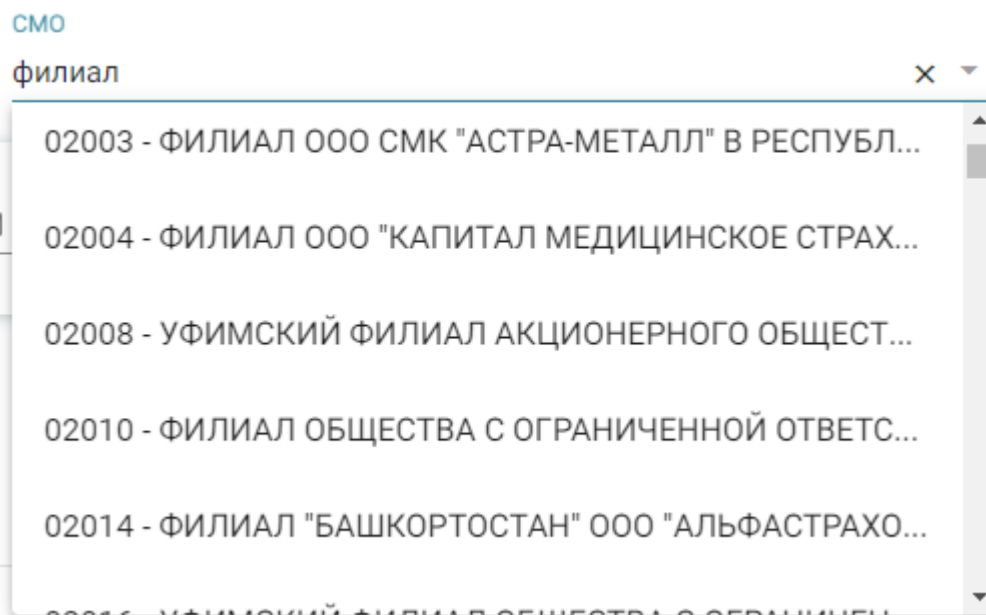 СМО
филиал
02003 - ФИЛИАЛ ООО СМК "АСТРА-МЕТАЛЛ" В РЕСПУБЛ...
02004 - ФИЛИАЛ ООО "КАПИТАЛ МЕДИЦИНСКОЕ СТРАХ...
02008 - УФИМСКИЙ ФИЛИАЛ АКЦИОНЕРНОГО ОБЩЕСТ...
02010 - ФИЛИАЛ ОБЩЕСТВА С ОГРАНИЧЕННОЙ ОТВЕТС...
02014 - ФИЛИАЛ "БАШКОРТОСТАН" ООО "АЛЬФАСТРАХО...